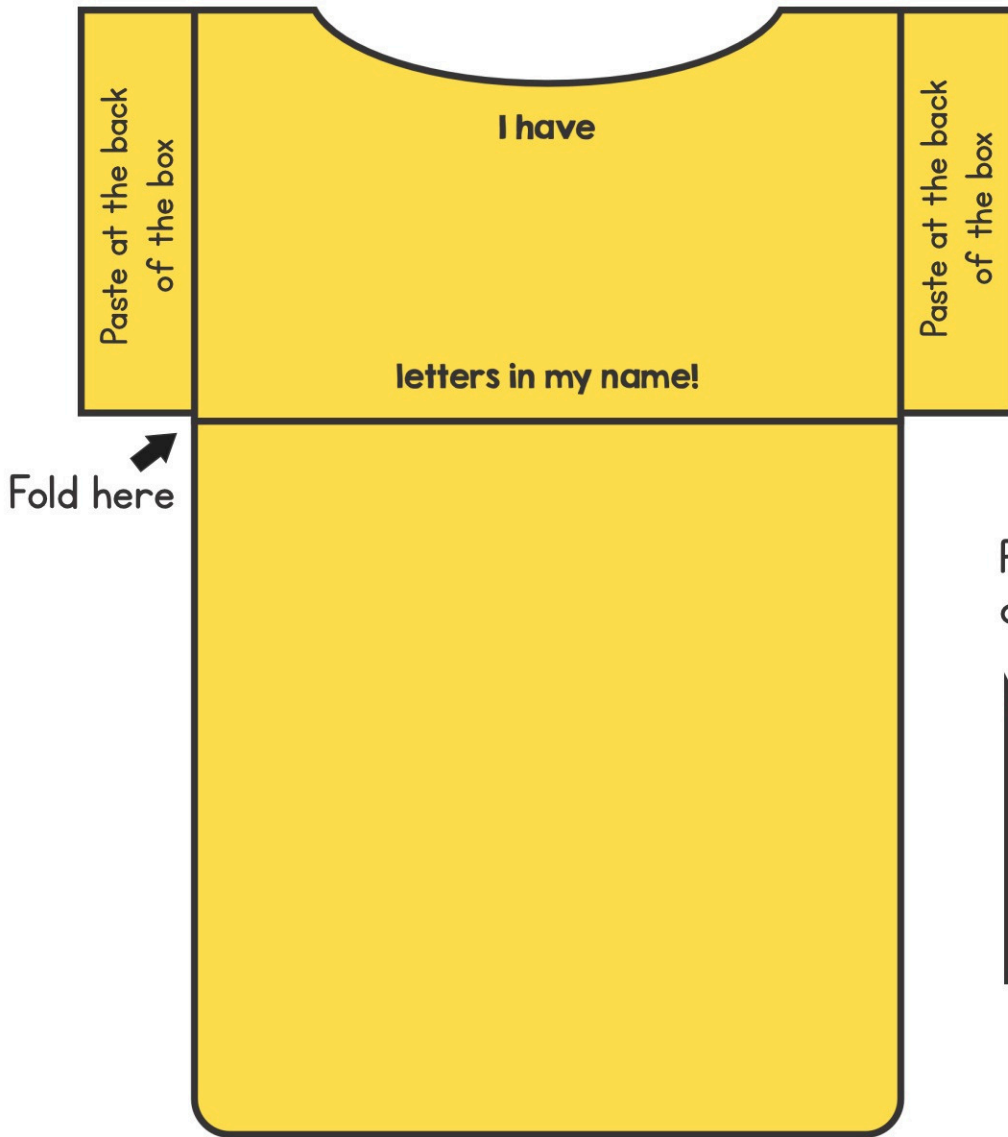 Paste at the back
of the box
I have
letters in my name!
Paste at the back
of the box
Fold here